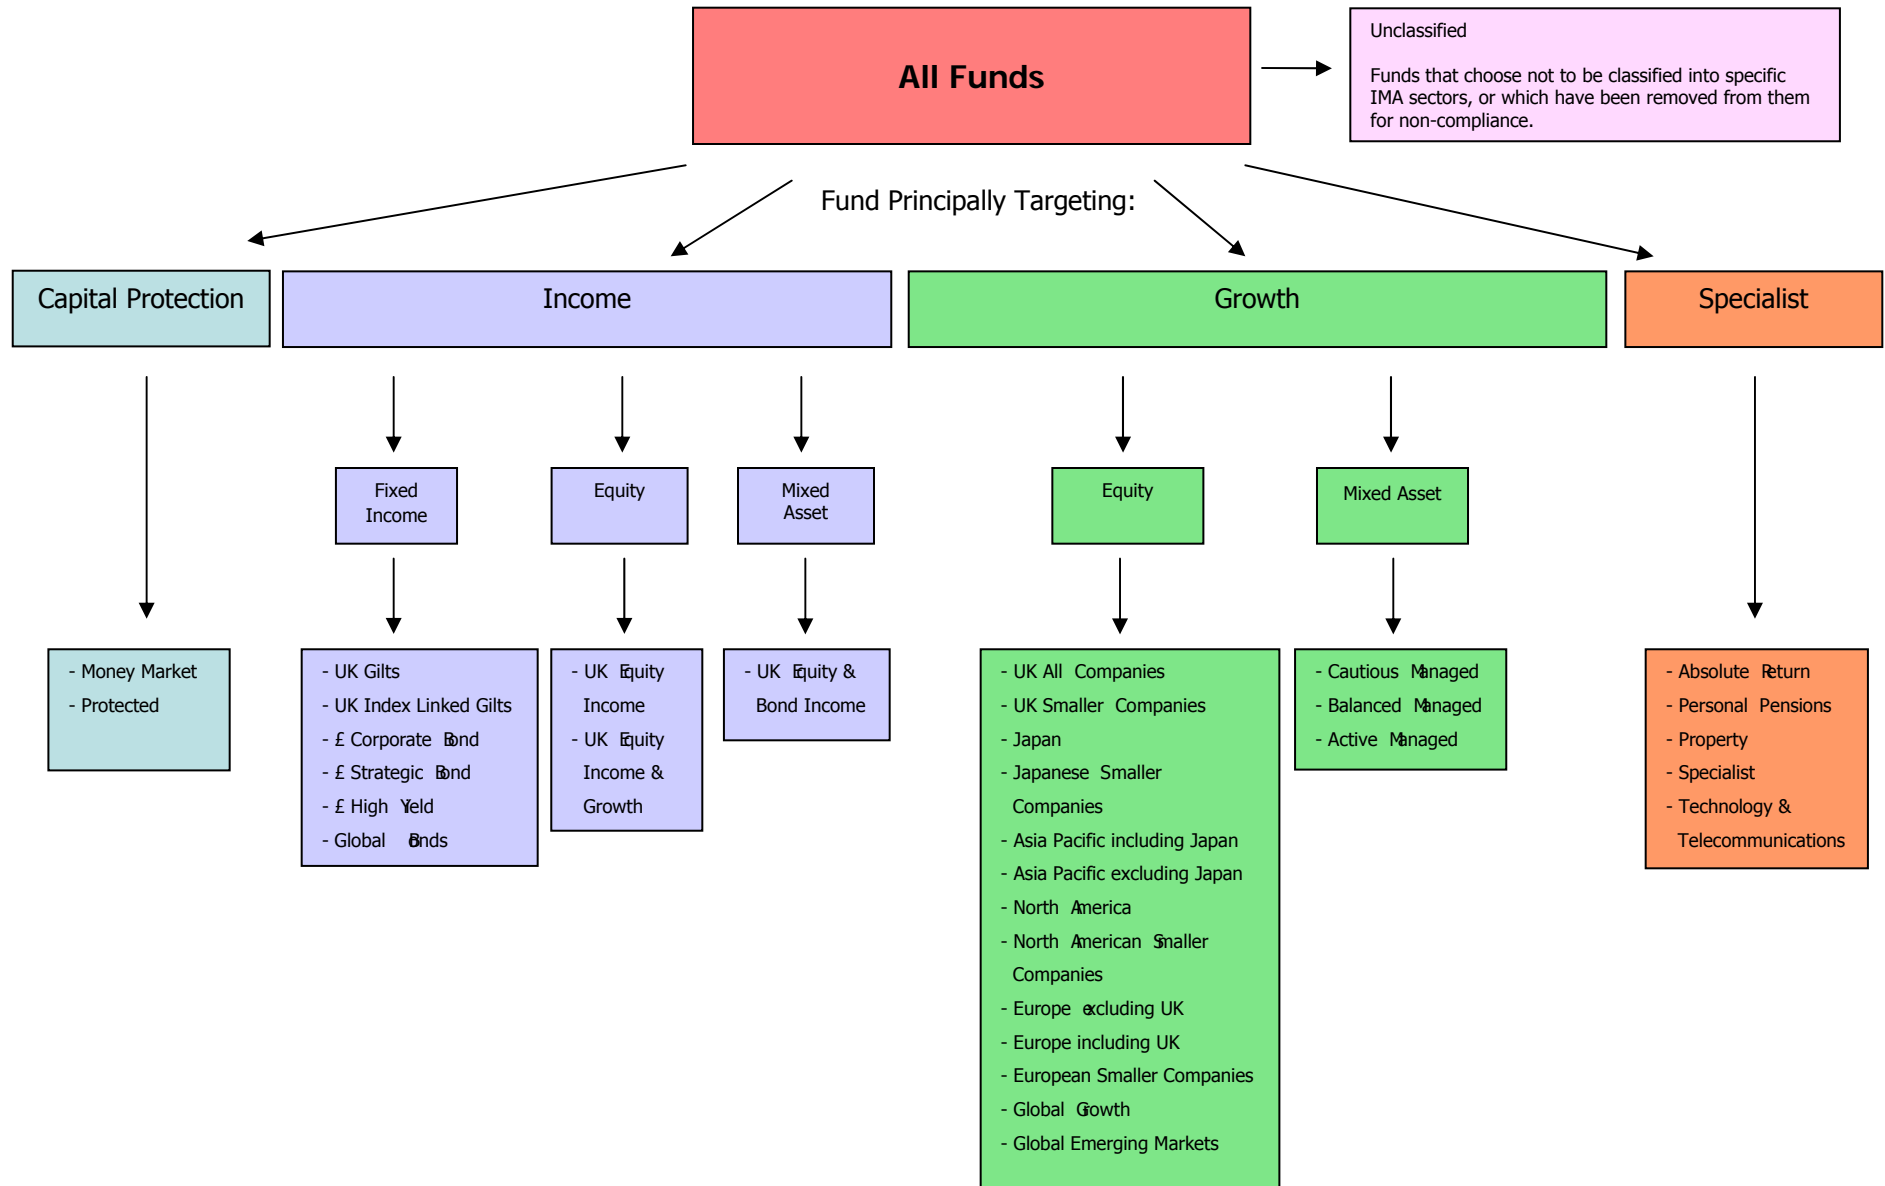 All Funds
Unclassified
Funds that choose not to be classified into specific
IMA sectors, or which have been removed from them
for non-compliance.
Fund Principally Targeting:
Capital Protection
Income
Growth
Specialist
Fixed
Income
Equity
Mixed
Asset
Equity
Mixed Asset
- Money Market
- Protected
- UK Gilts
- UK Index Linked Gilts
- £ Corporate Bond
- £ Strategic Bond
- £ High Yield
- Global Bonds
- UK Equity
Income
- UK Equity
Income &
Growth
- UK Equity &
Bond Income
- UK All Companies
- UK Smaller Companies
- Japan
- Japanese Smaller
Companies
- Asia Pacific including Japan
- Asia Pacific excluding Japan
- North America
- North American Smaller
Companies
- Europe excluding UK
- Europe including UK
- European Smaller Companies
- Global Growth
- Global Emerging Markets
- Cautious Managed
- Balanced Managed
- Active Managed
- Absolute Return
- Personal Pensions
- Property
- Specialist
- Technology &
Telecommunications